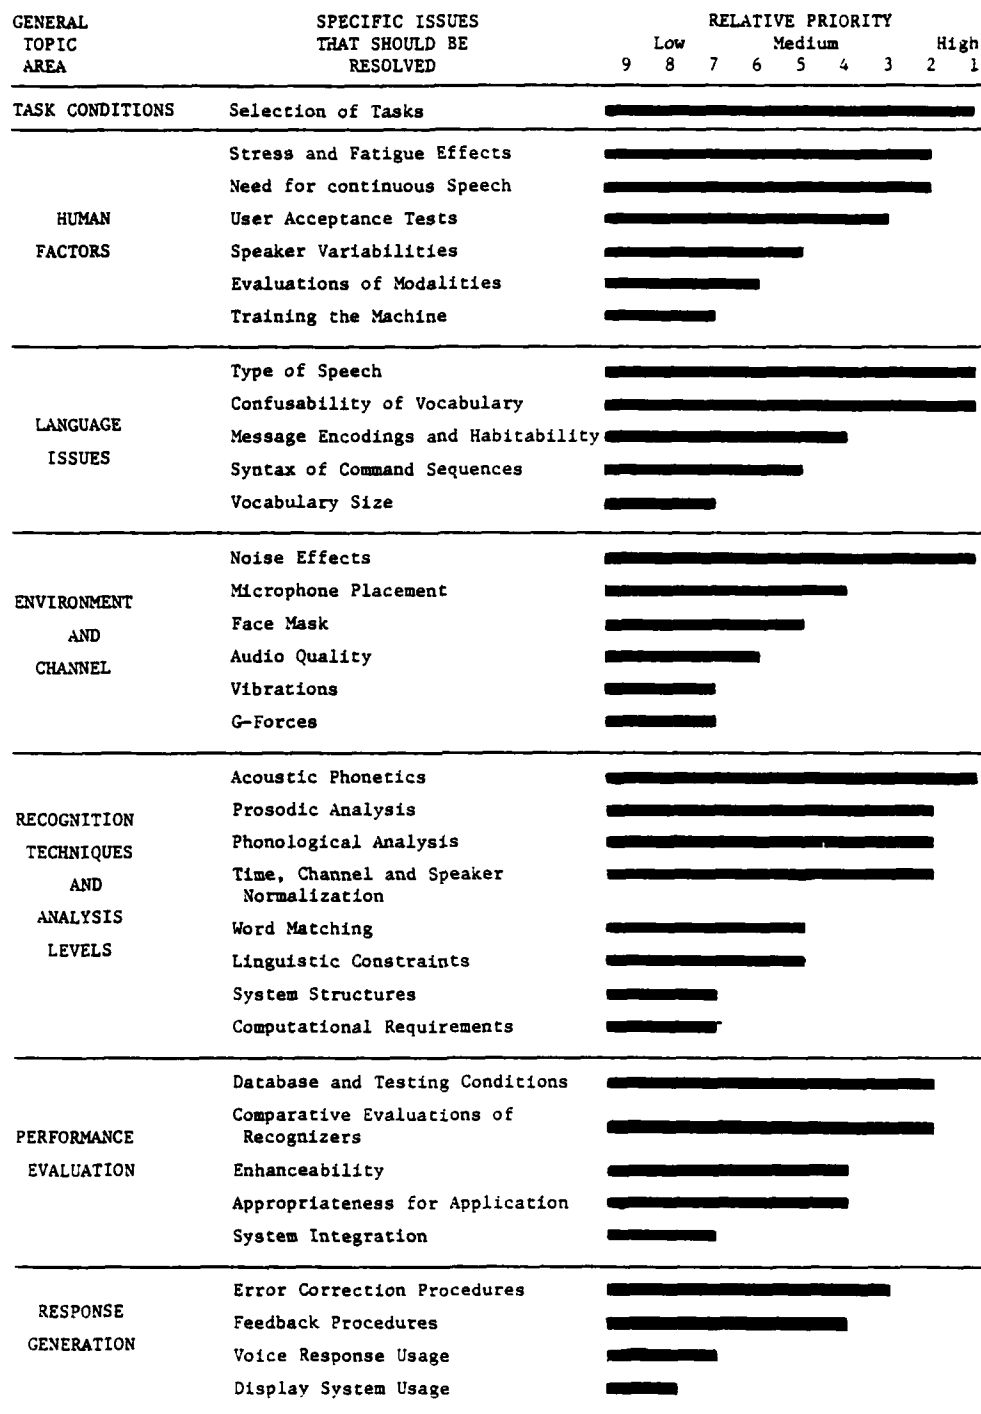 GENERAL SPECIFIC ISSUES RELATIVE PRIORITY
TOPIC THAT SHOULD BE Low Medium High
AREA RESOLVED 9 8 7 6 5 4 3 2 1
TASK CONDITIONS Selection of Tasks
Stress and Fatigue Effects
Need for continuous Speech
HUMAN User Acceptance Tests
FACTORS Speaker Variabilities
Evaluations of Modalities
Training the Machine
Type of Speech
Confusability of Vocabulary
LANGUAGE
Message Encodings and Habitability
ISSUES
Syntax of Command Sequences
Vocabulary Size
Noise Effects
Microphone Placement
ENVIRONMENT
Face Mask
AND
Audio Quality
CHANNEL
Vibrations
G-Forces
Acoustic Phonetics
Prosodic Analysis
RECOGNITION
Phonological Analysis
TECHNIQUES
Time, Channel and Speaker
AND
Normalization
ANALYSIS
Word Matching
LEVELS
Linguistic Constraints
System Structures
Computational Requirements
Database and Testing Conditions
Comparative Evaluations of
PERFORMANCE Recognizers
EVALUATION Enhanceability
Appropriateness for Application
System Integration
Error Correction Procedures
RESPONSE
Feedback Procedures
GENERATION
Voice Response Usage
Display System Usage